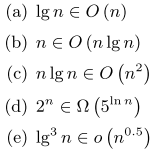 (a) lg n ∈ O (n)
(b) n ∈ O (n lg n)
(c) n lg n ∈ O (n²)
(d) 2ⁿ ∈ Ω (5^{ln n})
(e) lg³ n ∈ o (n^{0.5})